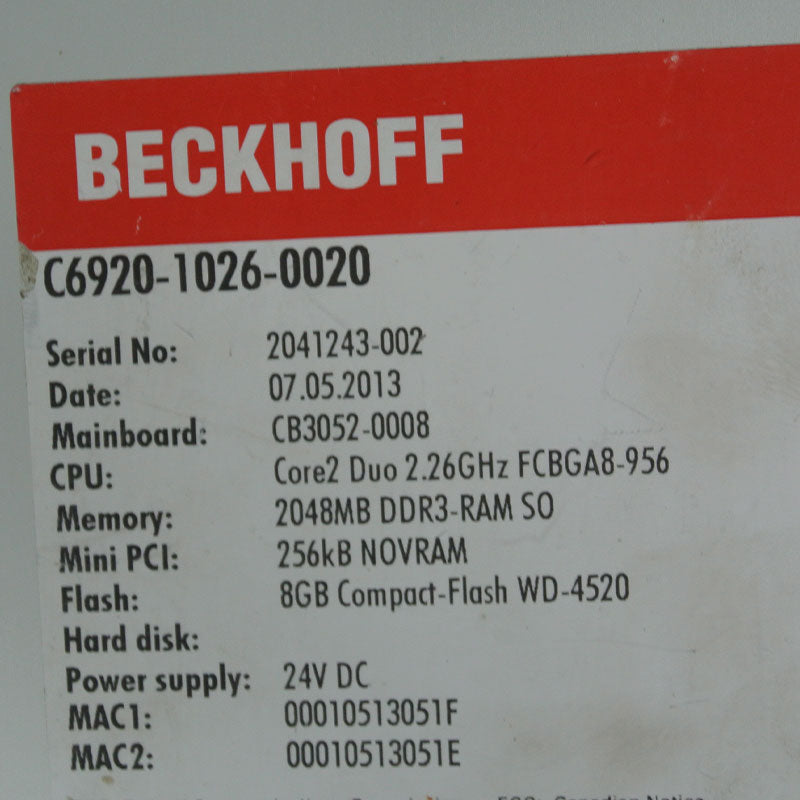 BECKHOFF
C6920-1026-0020
Serial No: 2041243-002
Date: 07.05.2013
Mainboard: CB3052-0008
CPU: Core2 Duo 2.26GHz FCBGA8-956
Memory: 2048MB DDR3-RAM SO
Mini PCI: 256kB NOVRAM
Flash: 8GB Compact-Flash WD-4520
Hard disk:
Power supply: 24V DC
MAC1: 00010513051F
MAC2: 00010513051E
Canadian Notice